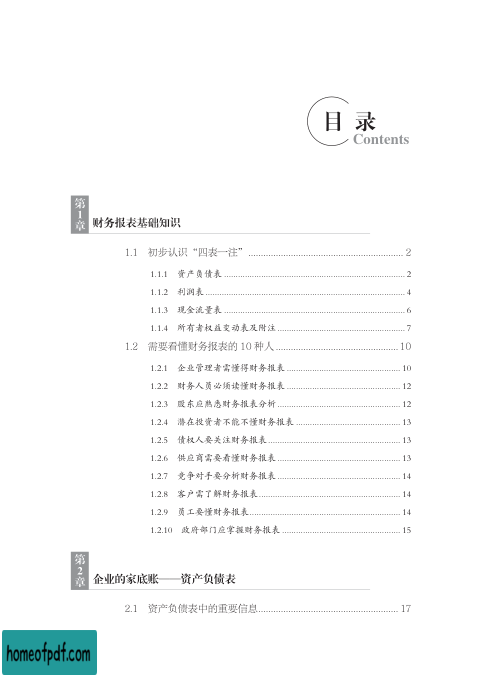 目 录
Contents
第1章 财务报表基础知识
1.1 初步认识“四表一注” ............ 2
1.1.1 资产负债表 ............ 2
1.1.2 利润表 ............ 4
1.1.3 现金流量表 ............ 6
1.1.4 所有者权益变动表及附注 ............ 7
1.2 需要看懂财务报表的 10 种人 ............ 10
1.2.1 企业管理者需懂得财务报表 ............ 10
1.2.2 财务人员必须读懂财务报表 ............ 12
1.2.3 股东应熟悉财务报表分析 ............ 12
1.2.4 潜在投资者不能不懂财务报表 ............ 13
1.2.5 债权人要关注财务报表 ............ 13
1.2.6 供应商需要看懂财务报表 ............ 13
1.2.7 竞争对手要分析财务报表 ............ 14
1.2.8 客户需了解财务报表 ............ 14
1.2.9 员工要懂财务报表 ............ 14
1.2.10 政府部门应掌握财务报表 ............ 15
第2章 企业的家底账——资产负债表
2.1 资产负债表中的重要信息 ............ 17
homeofpdf.com